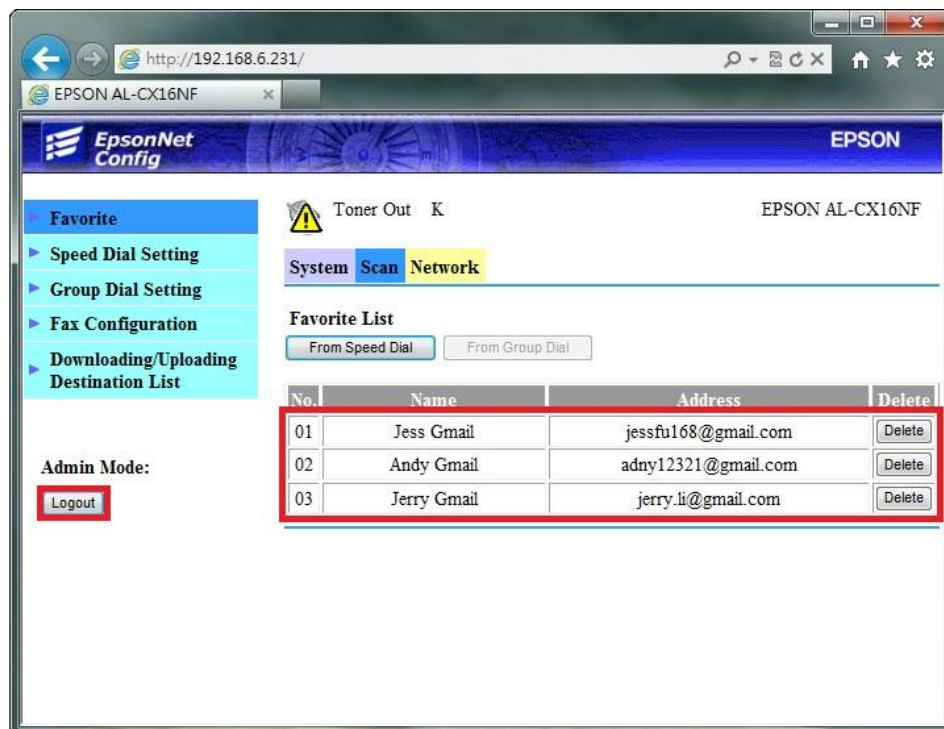 http://192.168.6.231/
EPSON AL-CX16NF
EpsonNet
Config
EPSON
Favorite
Speed Dial Setting
Group Dial Setting
Fax Configuration
Downloading/Uploading
Destination List
Admin Mode:
Logout
Toner Out K
EPSON AL-CX16NF
System Scan Network
Favorite List
From Speed Dial From Group Dial
No. Name Address Delete
01 Jess Gmail jessfu168@gmail.com Delete
02 Andy Gmail adny12321@gmail.com Delete
03 Jerry Gmail jerry.li@gmail.com Delete